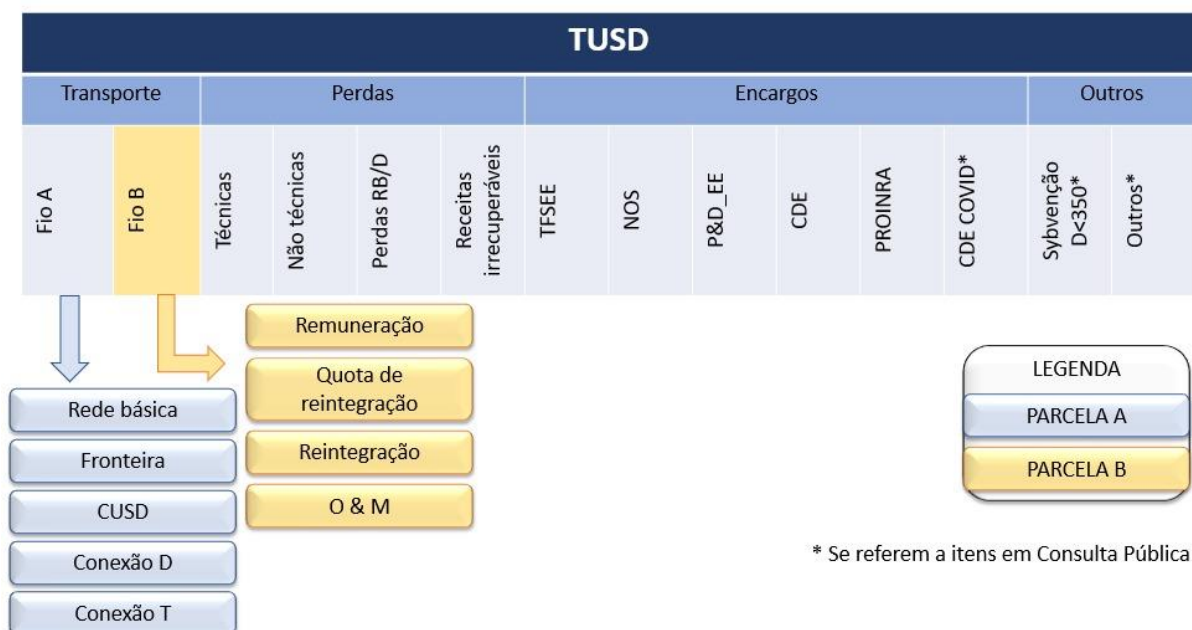 TUSD
Transporte
Perdas
Encargos
Outros
Fio A
Fio B
Técnicas
Não técnicas
Perdas RB/D
Receitas
irrecuperáveis
TFSEE
NOS
P&D_EE
CDE
PROINRA
CDE COVID*
Sybvenção
D<350*
Outros*
Rede básica
Fronteira
CUSD
Conexão D
Conexão T
Remuneração
Quota de
reintegração
Reintegração
O & M
LEGENDA
PARCELA A
PARCELA B
* Se referem a itens em Consulta Pública